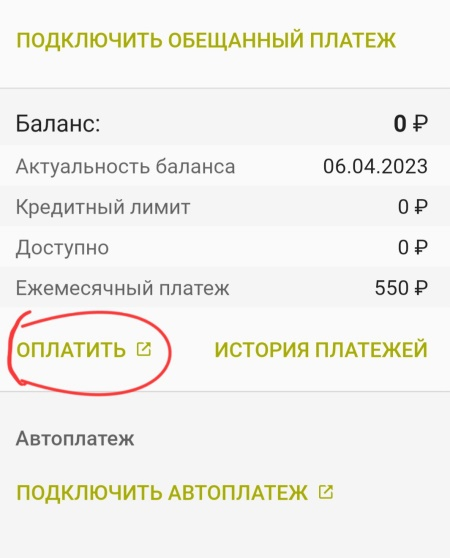 ПОДКЛЮЧИТЬ ОБЕЩАННЫЙ ПЛАТЕЖ
Баланс: 0 ₽
Актуальность баланса 06.04.2023
Кредитный лимит 0 ₽
Доступно 0 ₽
Ежемесячный платеж 550 ₽
ОПЛАТИТЬ ИСТОРИЯ ПЛАТЕЖЕЙ
Автоплатеж
ПОДКЛЮЧИТЬ АВТОПЛАТЕЖ